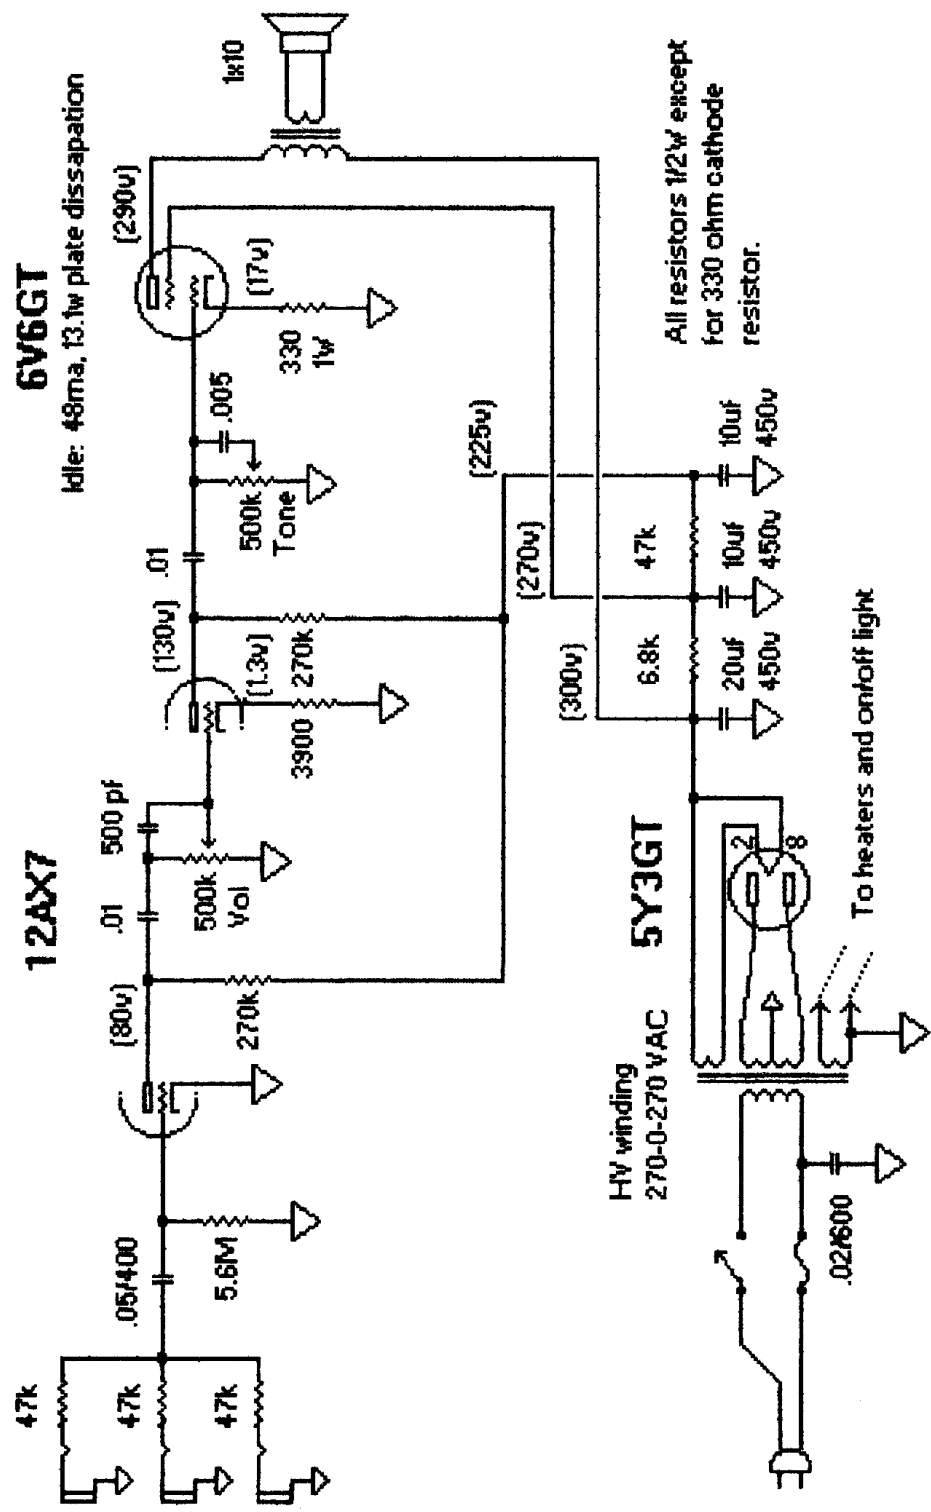 12AX7
6V6GT
Idle: 48ma, 13.1w plate dissapation
47k
47k
47k
.05/400
5.6M
(80v)
270k
.01
500k
Vol
500 pf
(130v)
(1.3v)
3900
270k
.01
500k
Tone
.005
330
1W
(17v)
(290v)
1x10
(225v)
(270v)
(300v)
All resistors 1/2W except
for 330 ohm cathode
resistor.
HV winding
270-0-270 VAC
5Y3GT
2
8
6.8k
47k
20uf
450v
10uf
450v
10uf
450v
.02/600
To heaters and on/off light